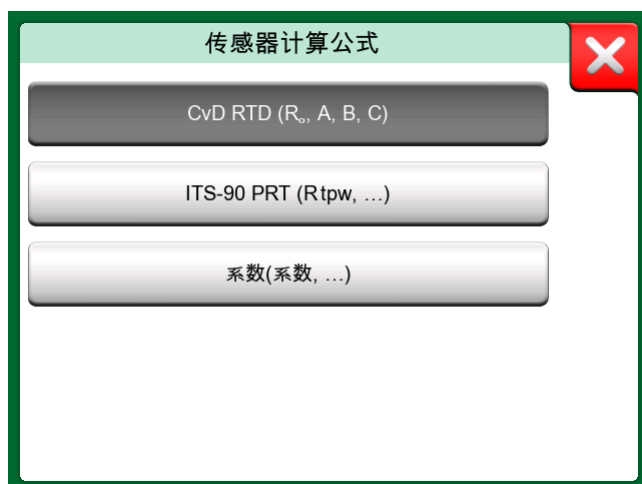 传感器计算公式
CvD RTD (R₀, A, B, C)
ITS-90 PRT (Rtpw, ...)
系数(系数, ...)